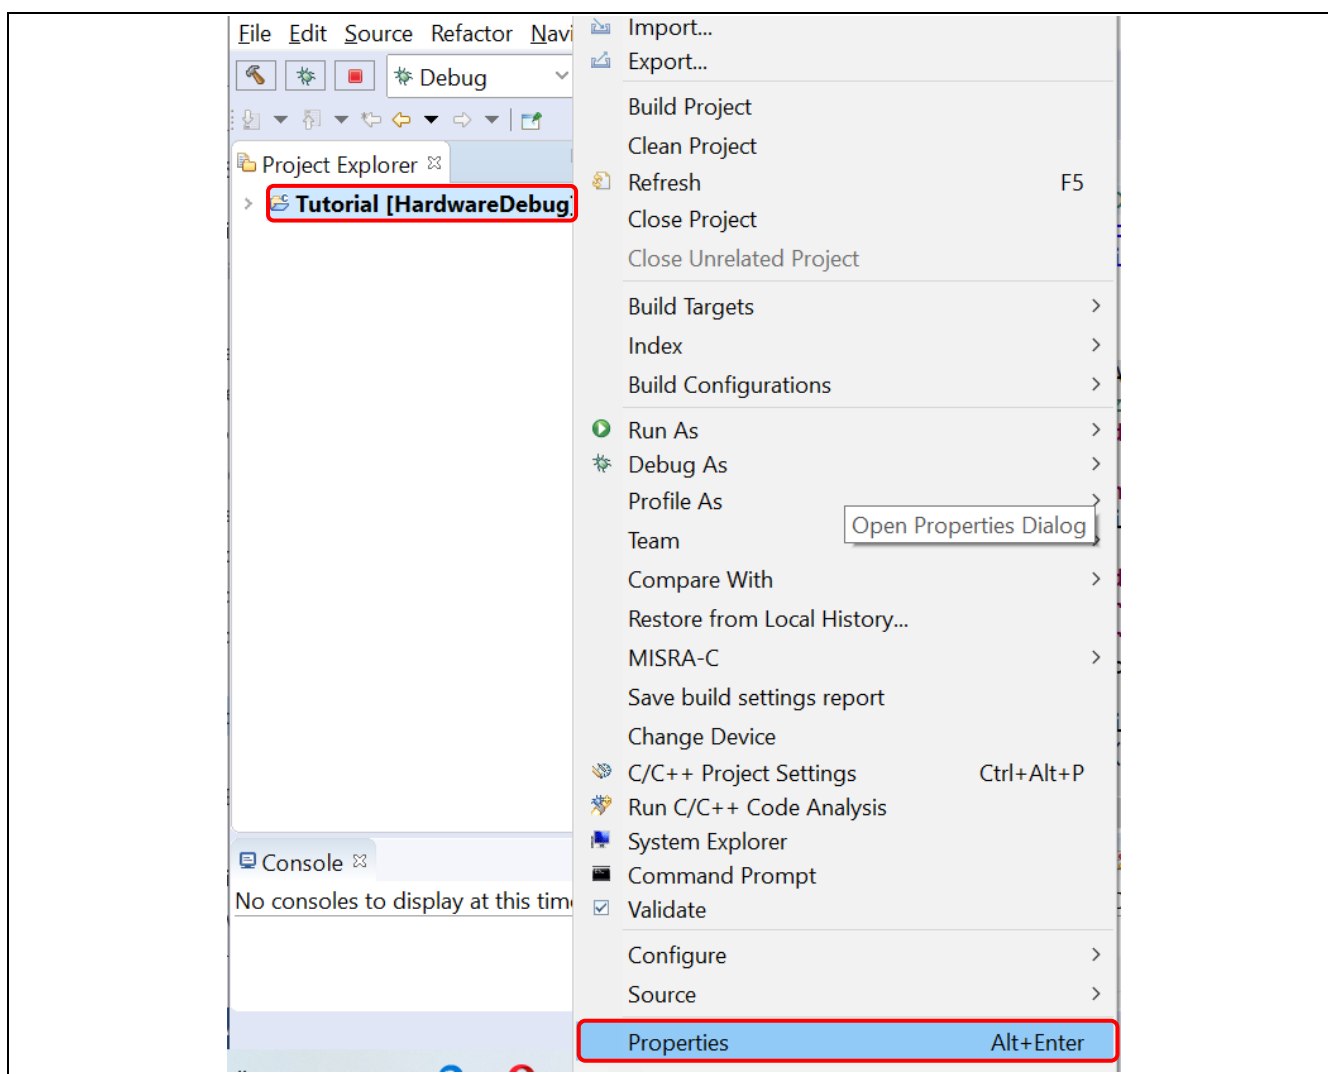 File Edit Source Refactor Navi
Debug
Project Explorer
Tutorial [HardwareDebug]
Console
No consoles to display at this time
Import...
Export...
Build Project
Clean Project
Refresh F5
Close Project
Close Unrelated Project
Build Targets
Index
Build Configurations
Run As
Debug As
Profile As
Open Properties Dialog
Team
Compare With
Restore from Local History...
MISRA-C
Save build settings report
Change Device
C/C++ Project Settings Ctrl+Alt+P
Run C/C++ Code Analysis
System Explorer
Command Prompt
Validate
Configure
Source
Properties Alt+Enter